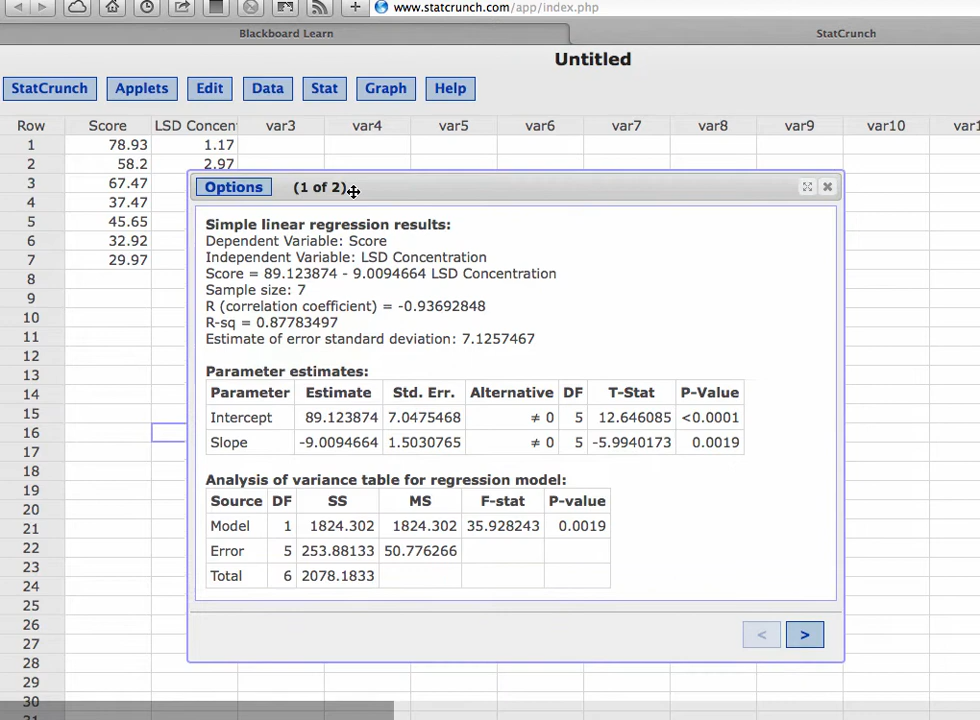 www.statcrunch.com/app/index.php
Blackboard Learn
StatCrunch
Untitled
StatCrunch Applets Edit Data Stat Graph Help
Row Score LSD Concen var3 var4 var5 var6 var7 var8 var9 var10
1 78.93 1.17
2 58.2 2.97
3 67.47
4 37.47
5 45.65
6 32.92
7 29.97
8
9
10
11
12
13
14
15
16
17
18
19
20
21
22
23
24
25
26
27
28
29
30
Options (1 of 2)
Simple linear regression results:
Dependent Variable: Score
Independent Variable: LSD Concentration
Score = 89.123874 - 9.0094664 LSD Concentration
Sample size: 7
R (correlation coefficient) = -0.93692848
R-sq = 0.87783497
Estimate of error standard deviation: 7.1257467
Parameter estimates:
Parameter Estimate Std. Err. Alternative DF T-Stat P-Value
Intercept 89.123874 7.0475468 ≠ 0 5 12.646085 <0.0001
Slope -9.0094664 1.5030765 ≠ 0 5 -5.9940173 0.0019
Analysis of variance table for regression model:
Source DF SS MS F-stat P-value
Model 1 1824.302 1824.302 35.928243 0.0019
Error 5 253.88133 50.776266
Total 6 2078.1833
< >